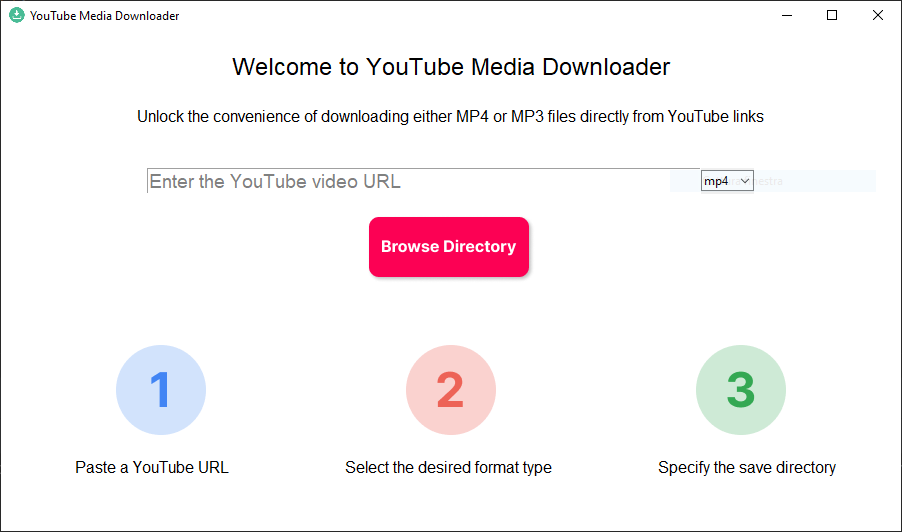 YouTube Media Downloader
Welcome to YouTube Media Downloader
Unlock the convenience of downloading either MP4 or MP3 files directly from YouTube links
Enter the YouTube video URL
mp4
Browse Directory
1
2
3
Paste a YouTube URL
Select the desired format type
Specify the save directory